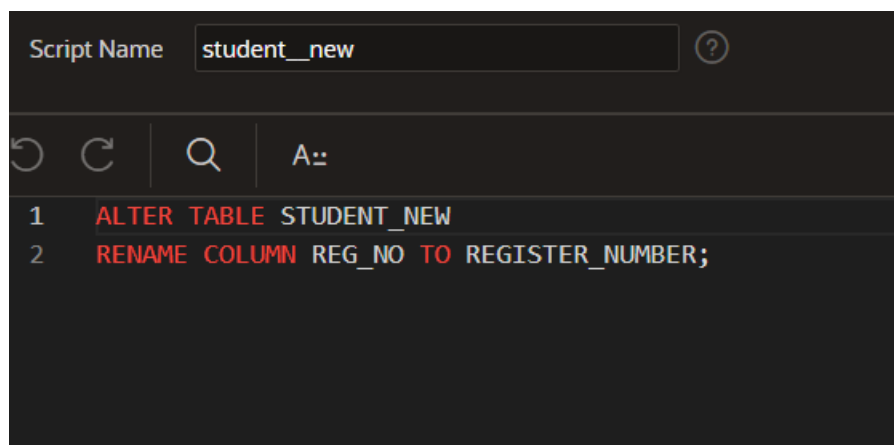 Script Name student__new ?
A::
1 ALTER TABLE STUDENT_NEW
2 RENAME COLUMN REG_NO TO REGISTER_NUMBER;